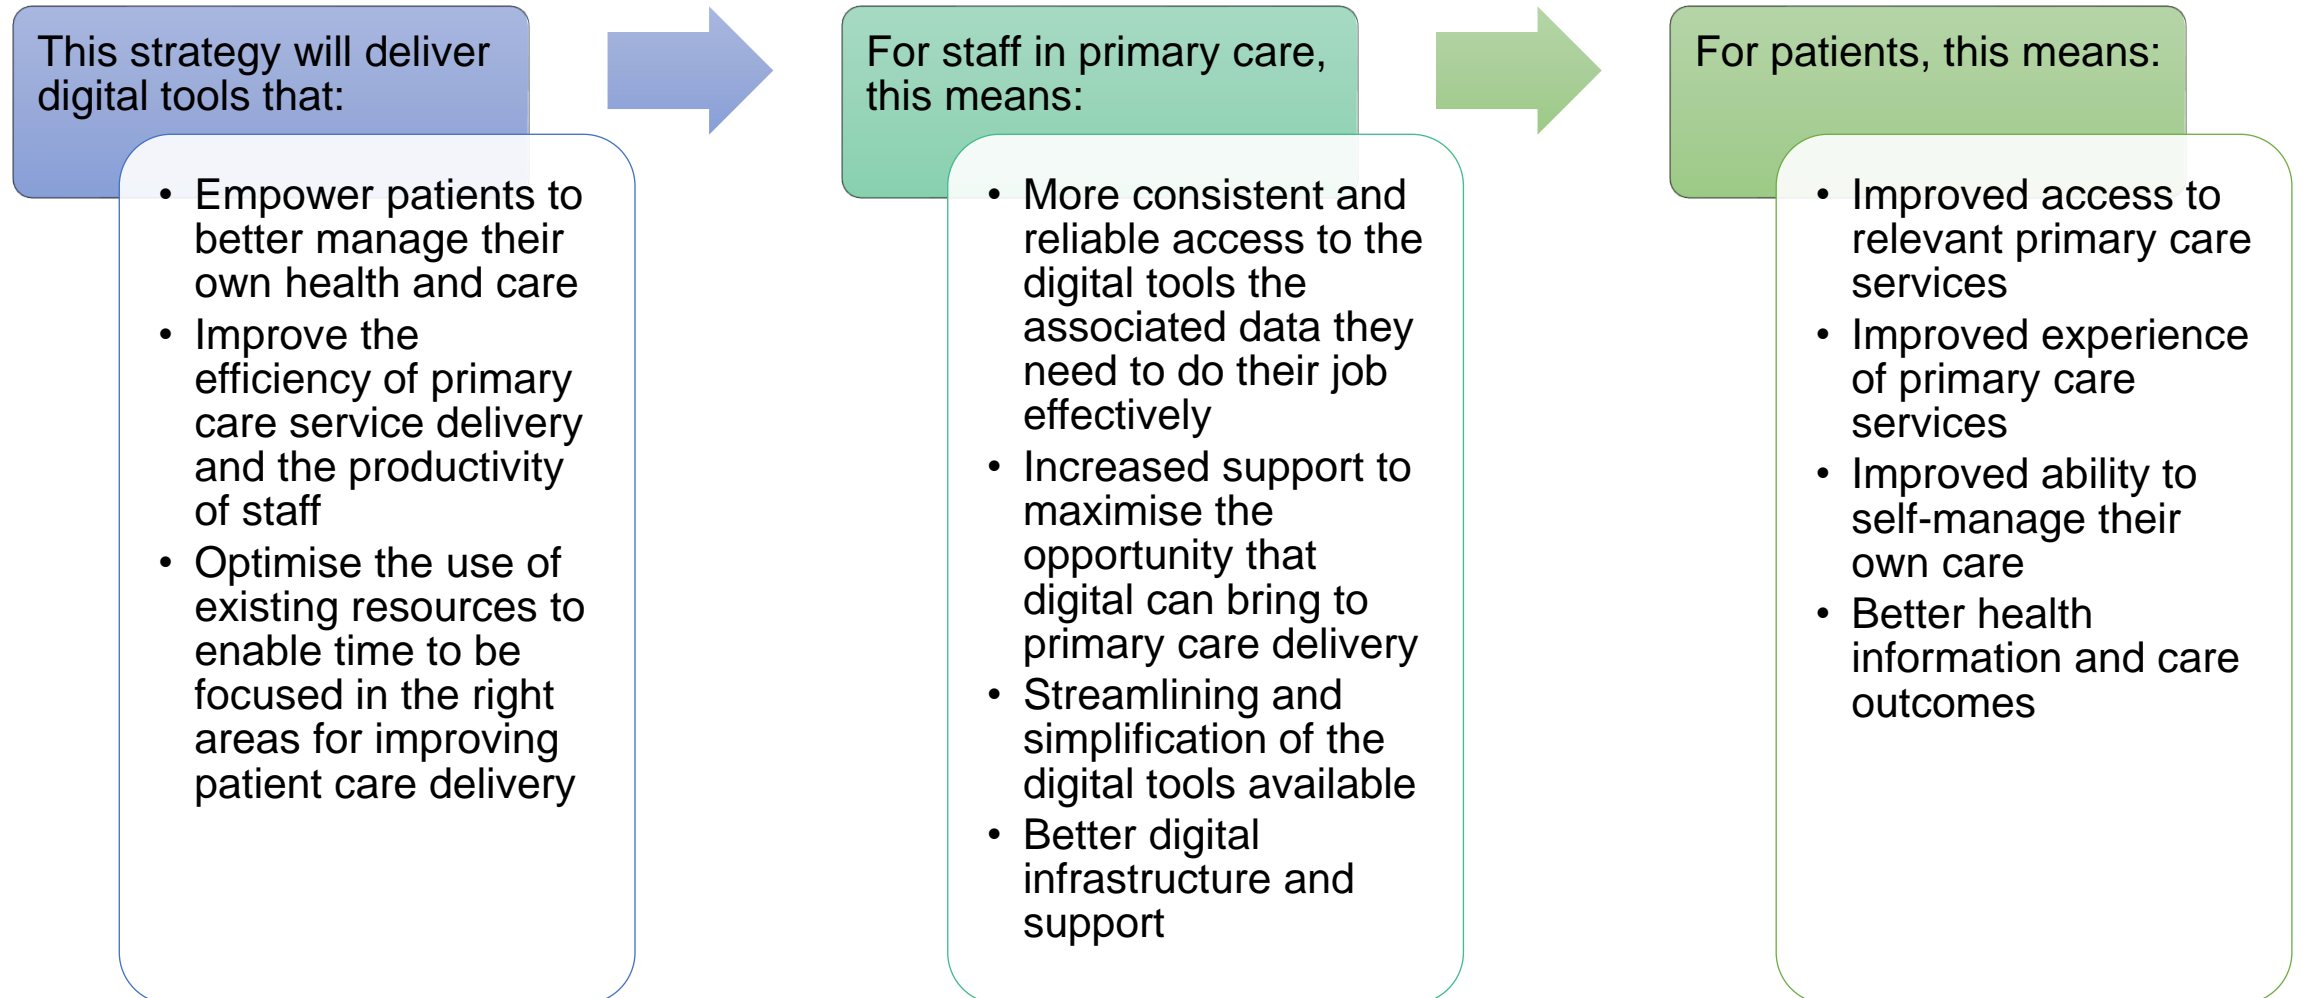 This strategy will deliver
digital tools that:
• Empower patients to
better manage their
own health and care
• Improve the
efficiency of primary
care service delivery
and the productivity
of staff
• Optimise the use of
existing resources to
enable time to be
focused in the right
areas for improving
patient care delivery
For staff in primary care,
this means:
• More consistent and
reliable access to the
digital tools the
associated data they
need to do their job
effectively
• Increased support to
maximise the
opportunity that
digital can bring to
primary care delivery
• Streamlining and
simplification of the
digital tools available
• Better digital
infrastructure and
support
For patients, this means:
• Improved access to
relevant primary care
services
• Improved experience
of primary care
services
• Improved ability to
self-manage their
own care
• Better health
information and care
outcomes